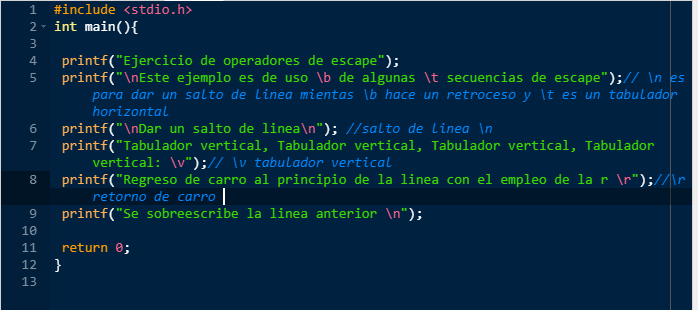 1 #include <stdio.h>
2 int main(){
3
4 printf("Ejercicio de operadores de escape");
5 printf("\nEste ejemplo es de uso \b de algunas \t secuencias de escape");// \n es
para dar un salto de linea mientas \b hace un retroceso y \t es un tabulador
horizontal
6 printf("\nDar un salto de linea\n"); //salto de linea \n
7 printf("Tabulador vertical, Tabulador vertical, Tabulador vertical, Tabulador
vertical: \v");// \v tabulador vertical
8 printf("Regreso de carro al principio de la linea con el empleo de la r \r");//\r
retorno de carro
9 printf("Se sobreescribe la linea anterior \n");
10
11 return 0;
12 }
13